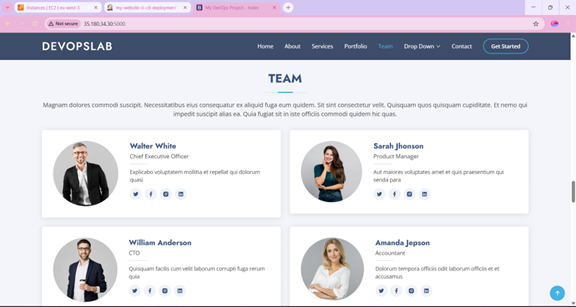 Instances | EC2 | eu-west-3
my-website-ci-cd-deployment
My DevOps Project - Index
Not secure
35.180.34.30:5000
DEVOPSLAB
Home About Services Portfolio Team Drop Down Contact Get Started
TEAM
Magnam dolores commodi suscipit. Necessitatibus eius consequatur ex aliquid fuga eum quidem. Sit sint consectetur velit. Quisquam quos quisquam cupiditate. Et nemo qui
impedit suscipit alias ea. Quia fugiat sit in iste officiis commodi quidem hic quas.
Walter White
Chief Executive Officer
Explicabo voluptatem mollitia et repellat qui dolorum
quasi
Sarah Jhonson
Product Manager
Aut maiores voluptates amet et quis praesentium qui
senda para
William Anderson
CTO
Quisquam facilis cum velit laborum corrupti fuga rerum
quia
Amanda Jepson
Accountant
Dolorum tempora officiis odit laborum officiis et et
accusamus